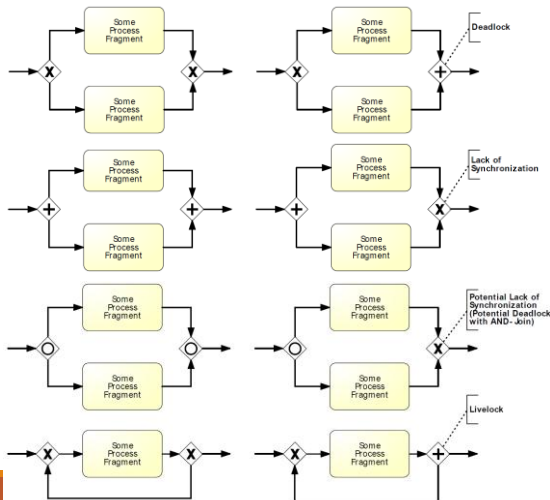 Some
Process
Fragment
Some
Process
Fragment
X
X
Some
Process
Fragment
Some
Process
Fragment
X
+
Deadlock
Some
Process
Fragment
Some
Process
Fragment
+
+
Some
Process
Fragment
Some
Process
Fragment
+
X
Lack of
Synchronization
Some
Process
Fragment
Some
Process
Fragment
Some
Process
Fragment
Some
Process
Fragment
X
Potential Lack of
Synchronization
(Potential Deadlock
with AND-Join)
X
Some
Process
Fragment
X
X
Some
Process
Fragment
+
Livelock